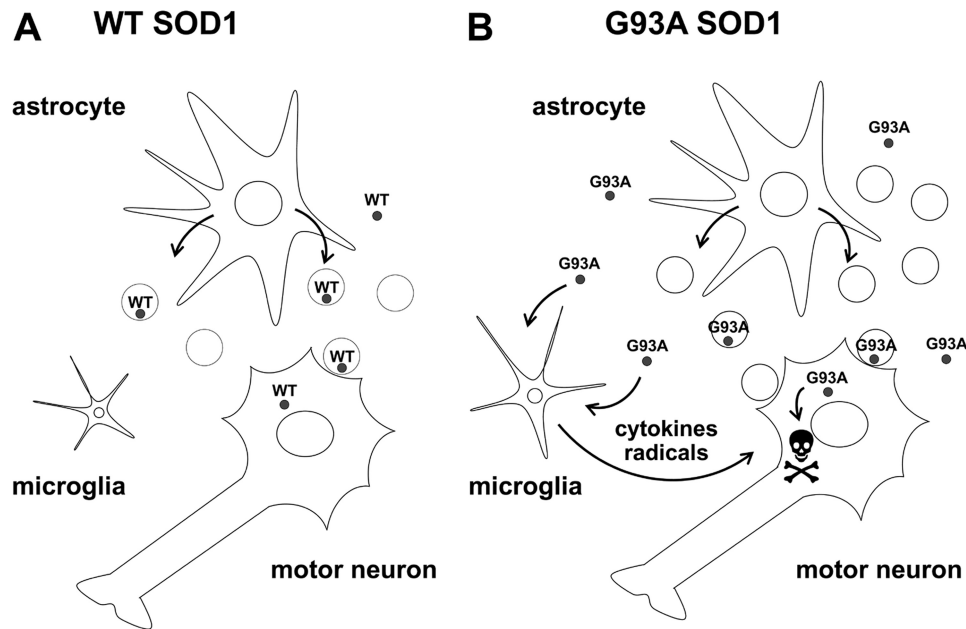 A WT SOD1
astrocyte
WT
WT
WT
WT
WT
microglia
motor neuron
B G93A SOD1
astrocyte
G93A
G93A
G93A
G93A
G93A
G93A
G93A
G93A
cytokines
radicals
microglia
motor neuron